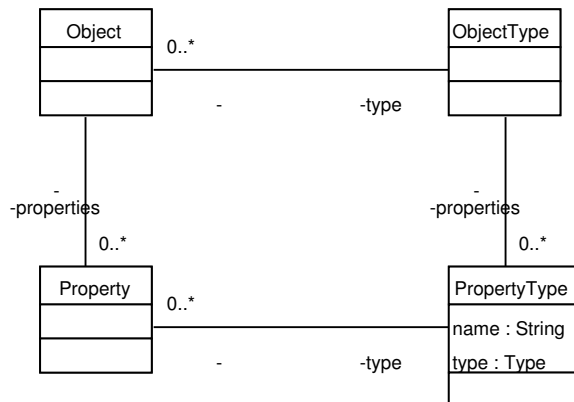 Object
ObjectType
0..*
-
-type
-
-properties
-
-properties
0..*
0..*
Property
PropertyType
0..*
name : String
-
-type
type : Type